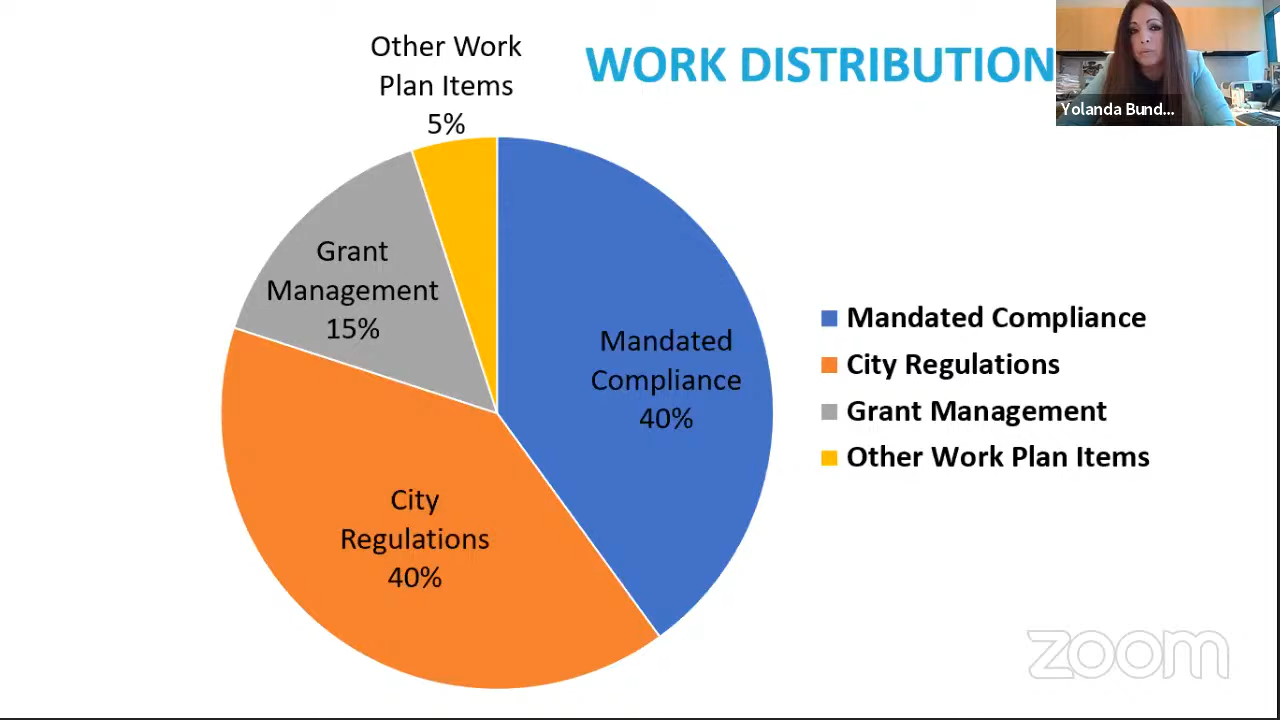 Other Work
Plan Items
5%
WORK DISTRIBUTION
Yolanda Bund...
Grant
Management
15%
Mandated
Compliance
40%
City
Regulations
40%
Mandated Compliance
City Regulations
Grant Management
Other Work Plan Items
zoom